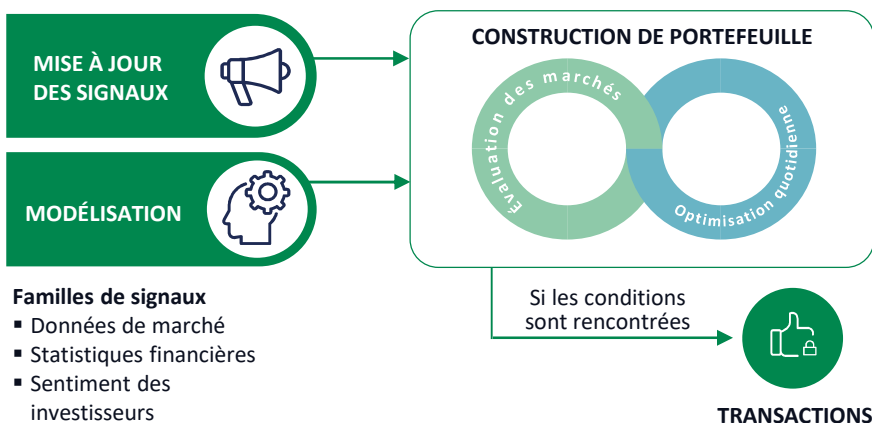 MISE À JOUR
DES SIGNAUX
MODÉLISATION
Familles de signaux
▪ Données de marché
▪ Statistiques financières
▪ Sentiment des
investisseurs
CONSTRUCTION DE PORTEFEUILLE
Évaluation des marchés
Optimisation quotidienne
Si les conditions
sont rencontrées
TRANSACTIONS